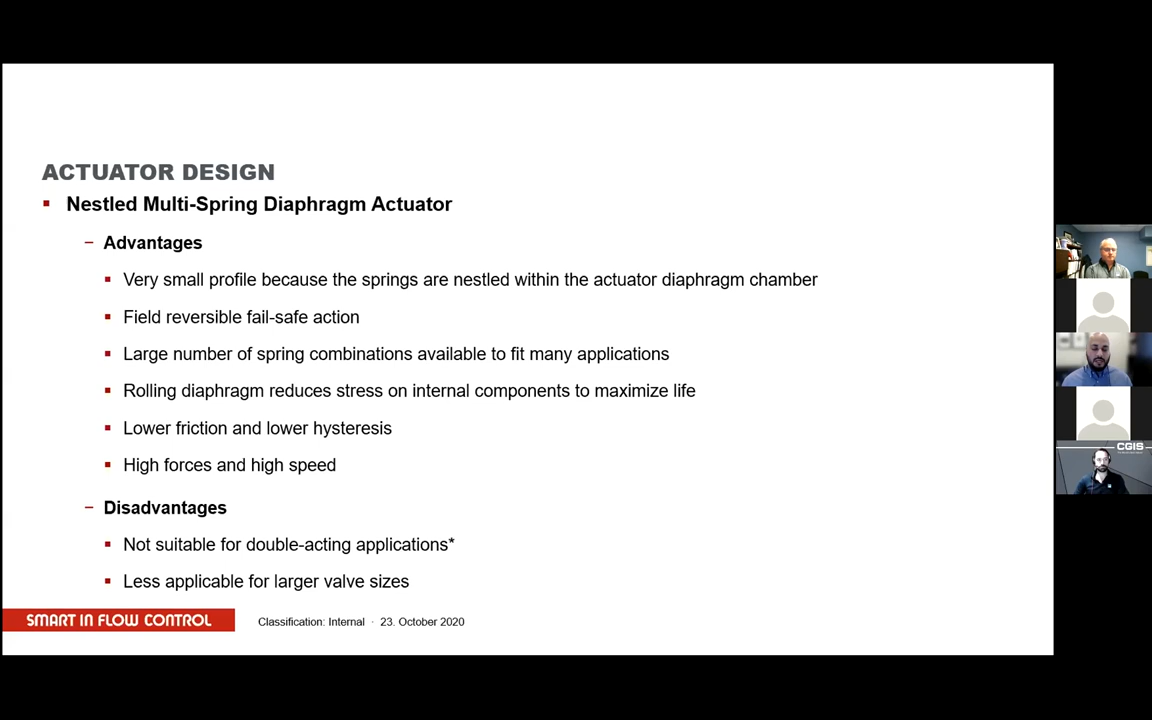 ACTUATOR DESIGN
Nestled Multi-Spring Diaphragm Actuator
Advantages
Very small profile because the springs are nestled within the actuator diaphragm chamber
Field reversible fail-safe action
Large number of spring combinations available to fit many applications
Rolling diaphragm reduces stress on internal components to maximize life
Lower friction and lower hysteresis
High forces and high speed
Disadvantages
Not suitable for double-acting applications*
Less applicable for larger valve sizes
SMART IN FLOW CONTROL
Classification: Internal · 23. October 2020
CGIS